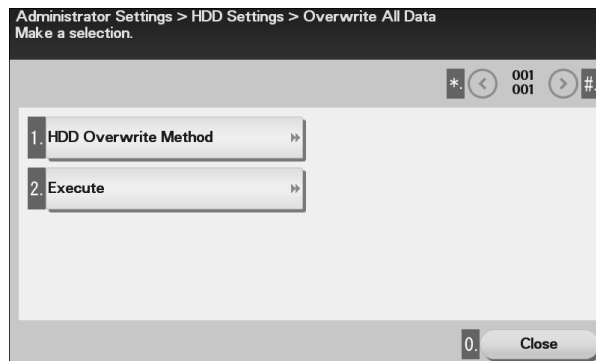 Administrator Settings > HDD Settings > Overwrite All Data
Make a selection.
*. 001 #.
001
1. HDD Overwrite Method
2. Execute
0. Close